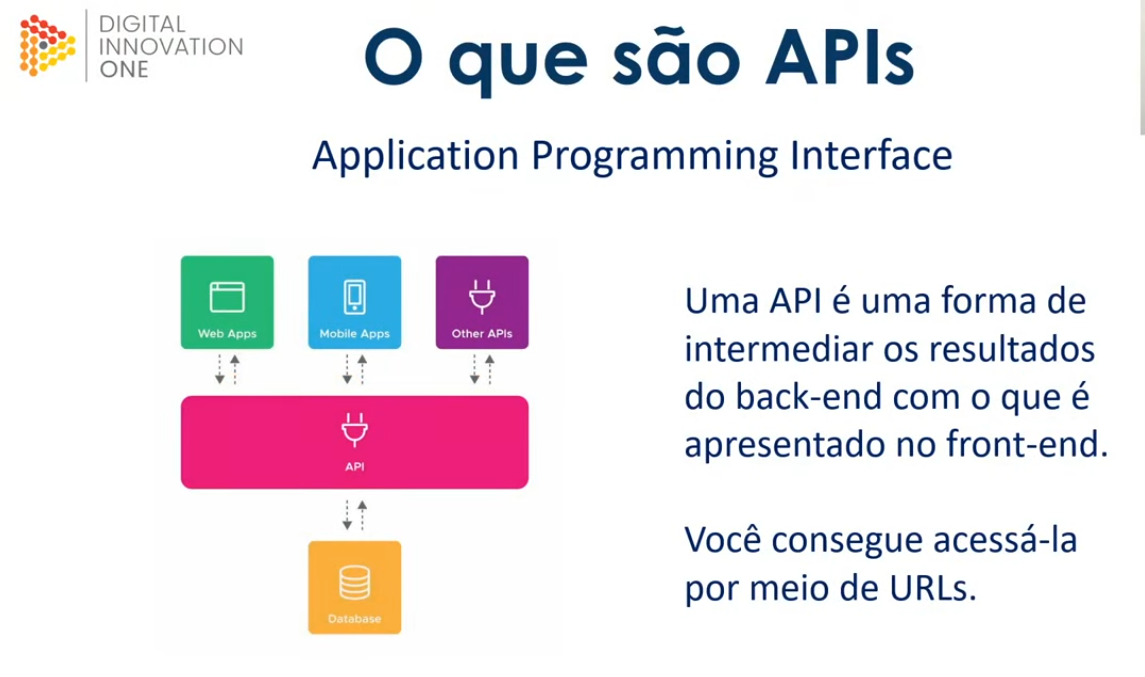 DIGITAL
INNOVATION
ONE
O que são APIs
Application Programming Interface
Web Apps
Mobile Apps
Other APIs
API
Database
Uma API é uma forma de
intermediar os resultados
do back-end com o que é
apresentado no front-end.
Você consegue acessá-la
por meio de URLs.